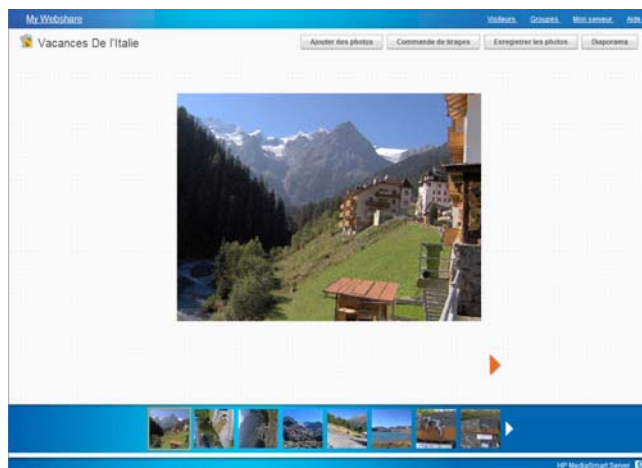 My Webshare
Visiteurs Groupes Mon serveur Aide
Vacances De l'Italie
Ajouter des photos Commande de tirages Enregistrer les photos Diaporama
HP MediaSmart Server